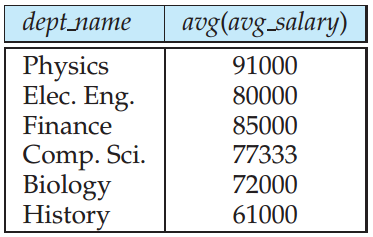 dept_name avg(avg_salary)
Physics 91000
Elec. Eng. 80000
Finance 85000
Comp. Sci. 77333
Biology 72000
History 61000